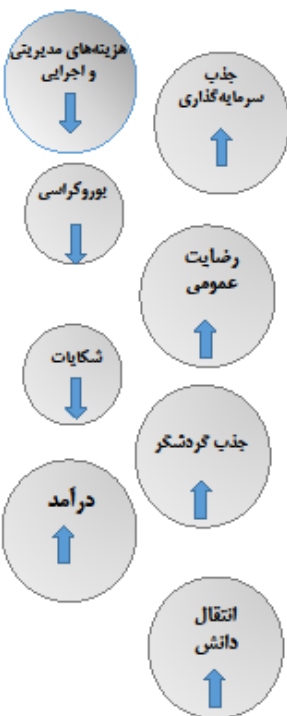 هزینه‌های مدیریتی
و اجرایی
جذب
سرمایه‌گذاری
بوروکراسی
رضایت
عمومی
شکایات
جذب گردشگر
درآمد
انتقال
دانش